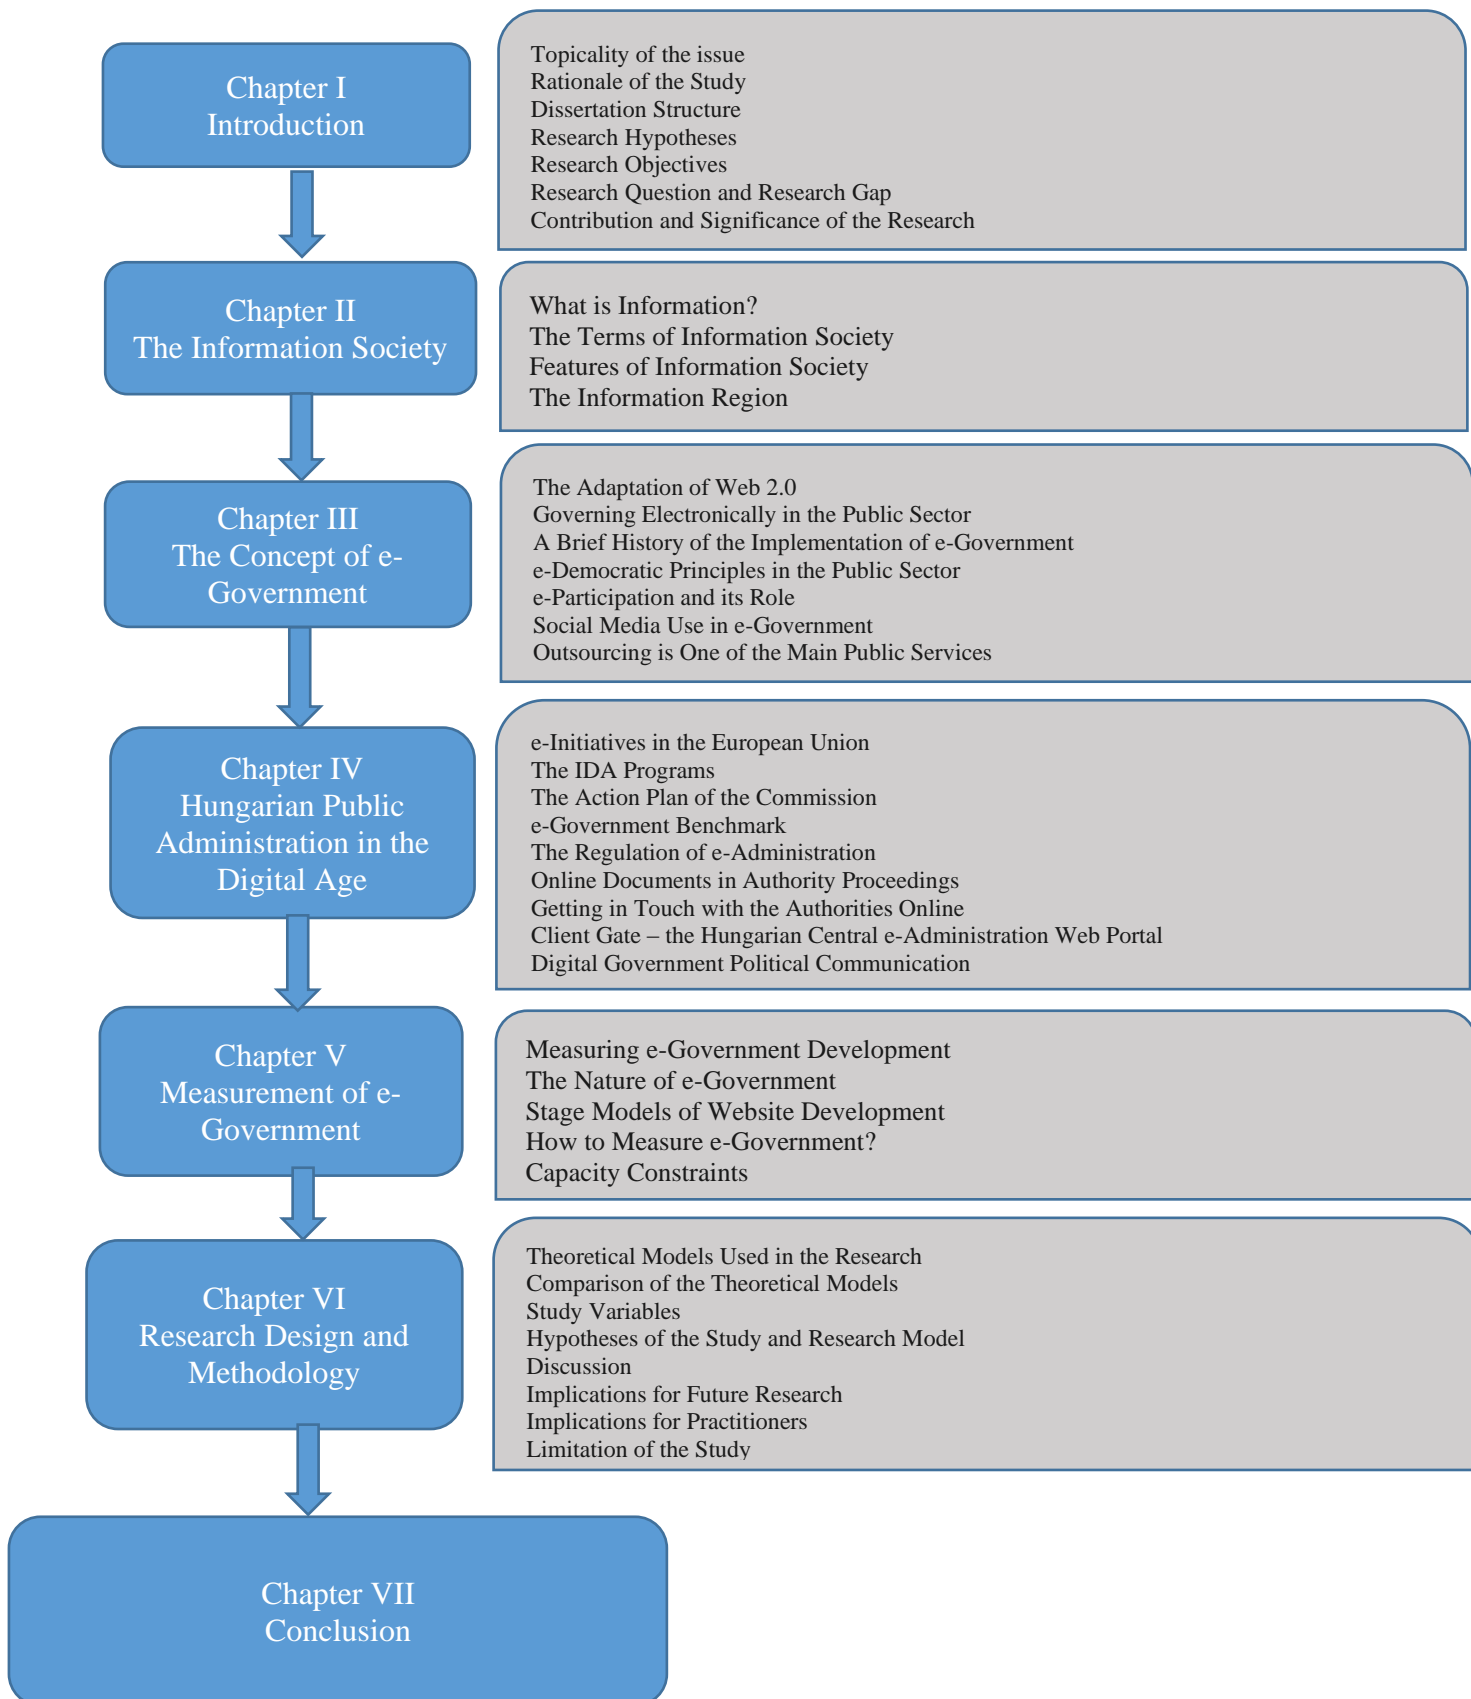 Chapter I
Introduction
Topicality of the issue
Rationale of the Study
Dissertation Structure
Research Hypotheses
Research Objectives
Research Question and Research Gap
Contribution and Significance of the Research
Chapter II
The Information Society
What is Information?
The Terms of Information Society
Features of Information Society
The Information Region
Chapter III
The Concept of e-
Government
The Adaptation of Web 2.0
Governing Electronically in the Public Sector
A Brief History of the Implementation of e-Government
e-Democratic Principles in the Public Sector
e-Participation and its Role
Social Media Use in e-Government
Outsourcing is One of the Main Public Services
Chapter IV
Hungarian Public
Administration in the
Digital Age
e-Initiatives in the European Union
The IDA Programs
The Action Plan of the Commission
e-Government Benchmark
The Regulation of e-Administration
Online Documents in Authority Proceedings
Getting in Touch with the Authorities Online
Client Gate – the Hungarian Central e-Administration Web Portal
Digital Government Political Communication
Chapter V
Measurement of e-
Government
Measuring e-Government Development
The Nature of e-Government
Stage Models of Website Development
How to Measure e-Government?
Capacity Constraints
Chapter VI
Research Design and
Methodology
Theoretical Models Used in the Research
Comparison of the Theoretical Models
Study Variables
Hypotheses of the Study and Research Model
Discussion
Implications for Future Research
Implications for Practitioners
Limitation of the Study
Chapter VII
Conclusion